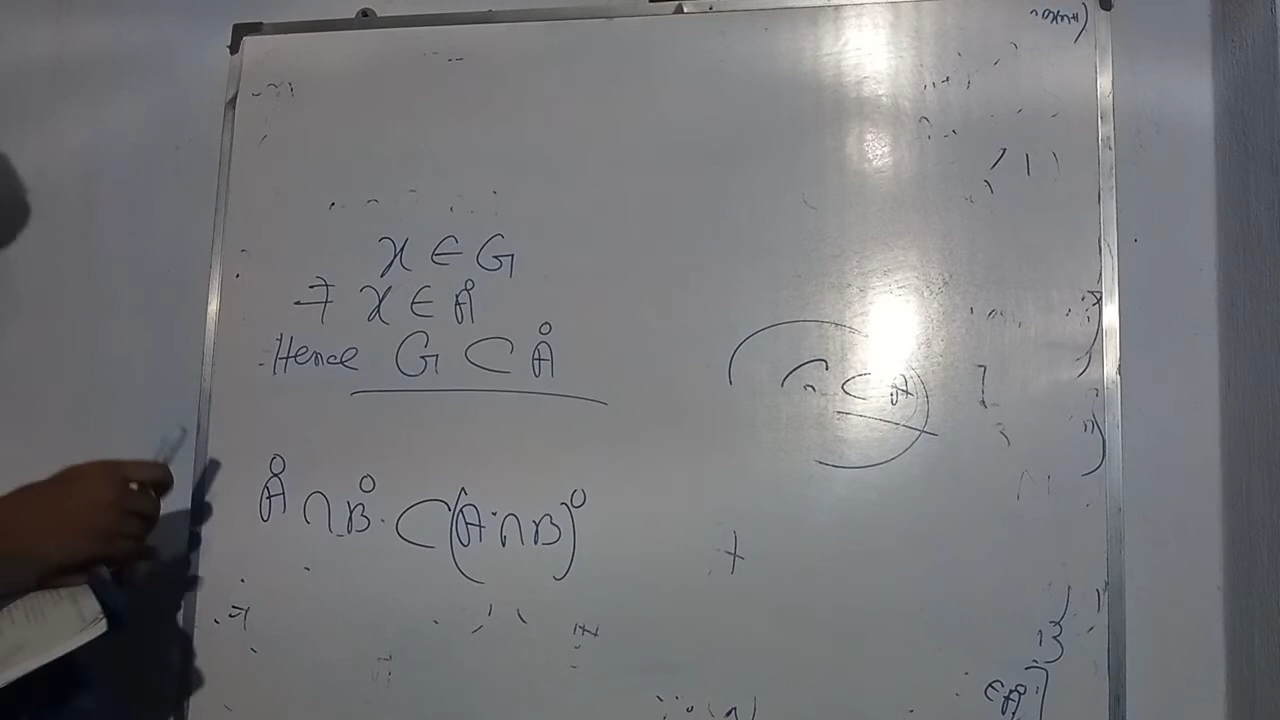 x ∈ G
⇒ x ∈ Å
Hence G ⊂ Å
Å ∩ B° ⊂ (A ∩ B)°
G ⊂ A